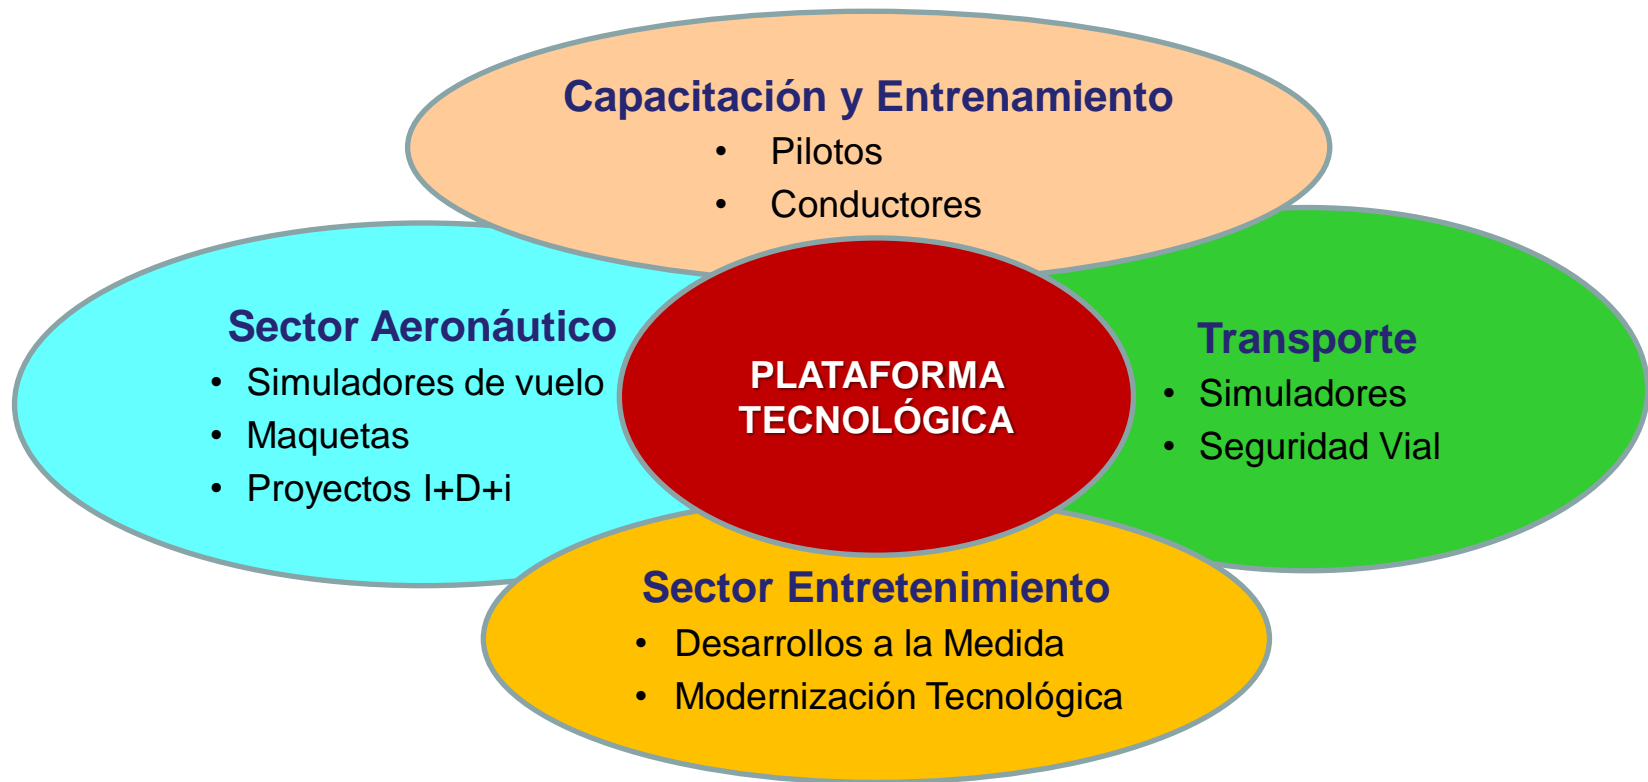 Capacitación y Entrenamiento
• Pilotos
• Conductores
Sector Aeronáutico
• Simuladores de vuelo
• Maquetas
• Proyectos I+D+i
PLATAFORMA
TECNOLÓGICA
Transporte
• Simuladores
• Seguridad Vial
Sector Entretenimiento
• Desarrollos a la Medida
• Modernización Tecnológica